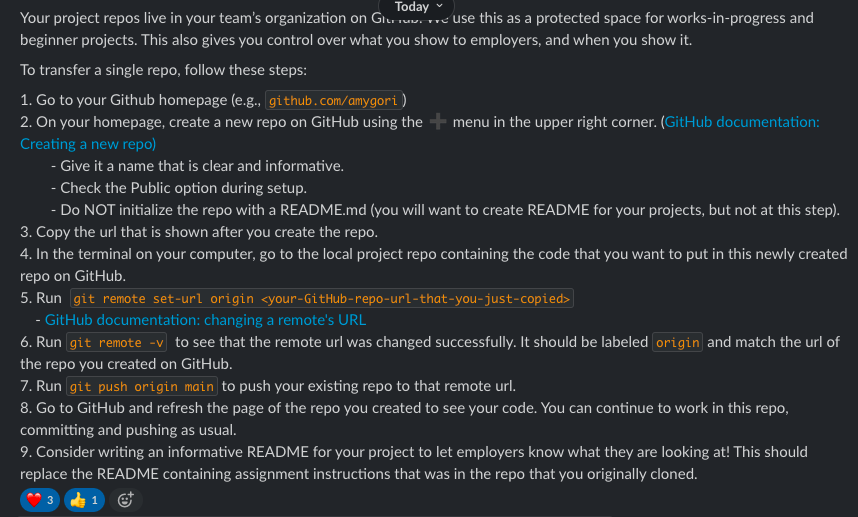 Today
Your project repos live in your team's organization on GitHub. We use this as a protected space for works-in-progress and
beginner projects. This also gives you control over what you show to employers, and when you show it.
To transfer a single repo, follow these steps:
1. Go to your Github homepage (e.g., github.com/amygori )
2. On your homepage, create a new repo on GitHub using the ➕ menu in the upper right corner. (GitHub documentation:
Creating a new repo)
- Give it a name that is clear and informative.
- Check the Public option during setup.
- Do NOT initialize the repo with a README.md (you will want to create README for your projects, but not at this step).
3. Copy the url that is shown after you create the repo.
4. In the terminal on your computer, go to the local project repo containing the code that you want to put in this newly created
repo on GitHub.
5. Run git remote set-url origin <your-GitHub-repo-url-that-you-just-copied>
- GitHub documentation: changing a remote's URL
6. Run git remote -v to see that the remote url was changed successfully. It should be labeled origin and match the url of
the repo you created on GitHub.
7. Run git push origin main to push your existing repo to that remote url.
8. Go to GitHub and refresh the page of the repo you created to see your code. You can continue to work in this repo,
committing and pushing as usual.
9. Consider writing an informative README for your project to let employers know what they are looking at! This should
replace the README containing assignment instructions that was in the repo that you originally cloned.
❤️ 3 👍 1